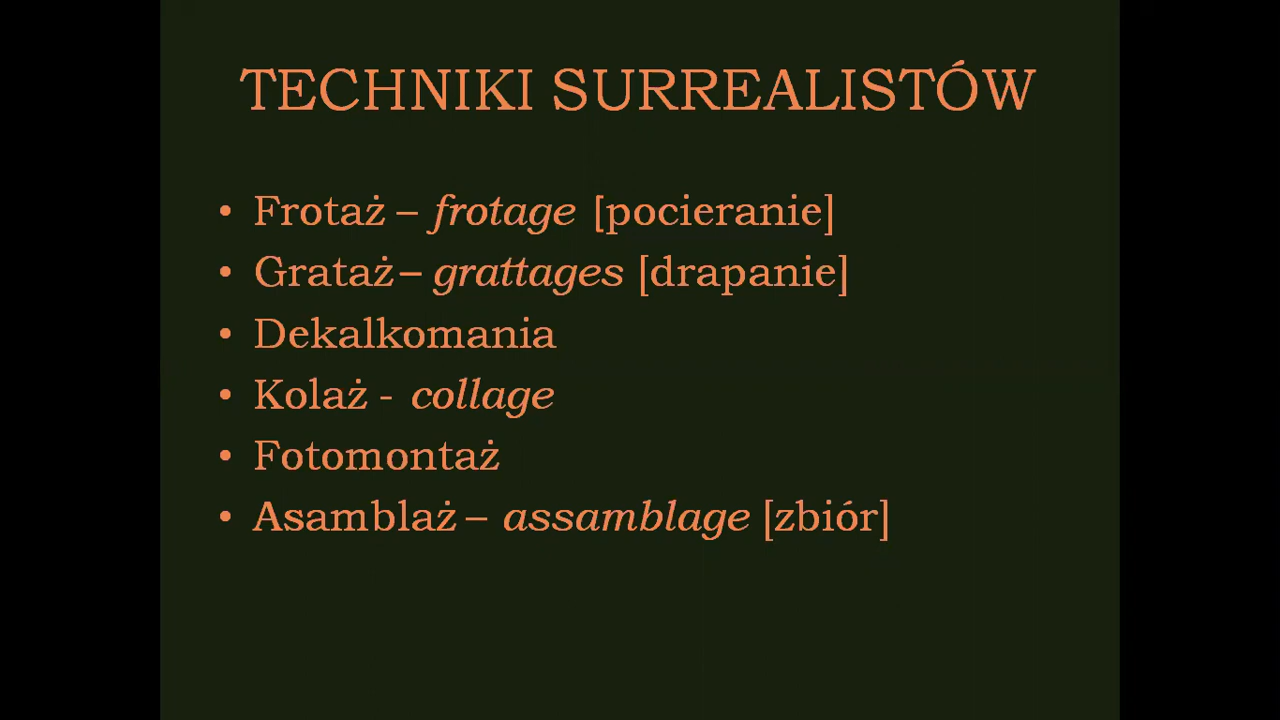 TECHNIKI SURREALISTÓW
• Frotaż – frotage [pocieranie]
• Grataż – grattages [drapanie]
• Dekalkomania
• Kolaż - collage
• Fotomontaż
• Asamblaż – assamblage [zbiór]